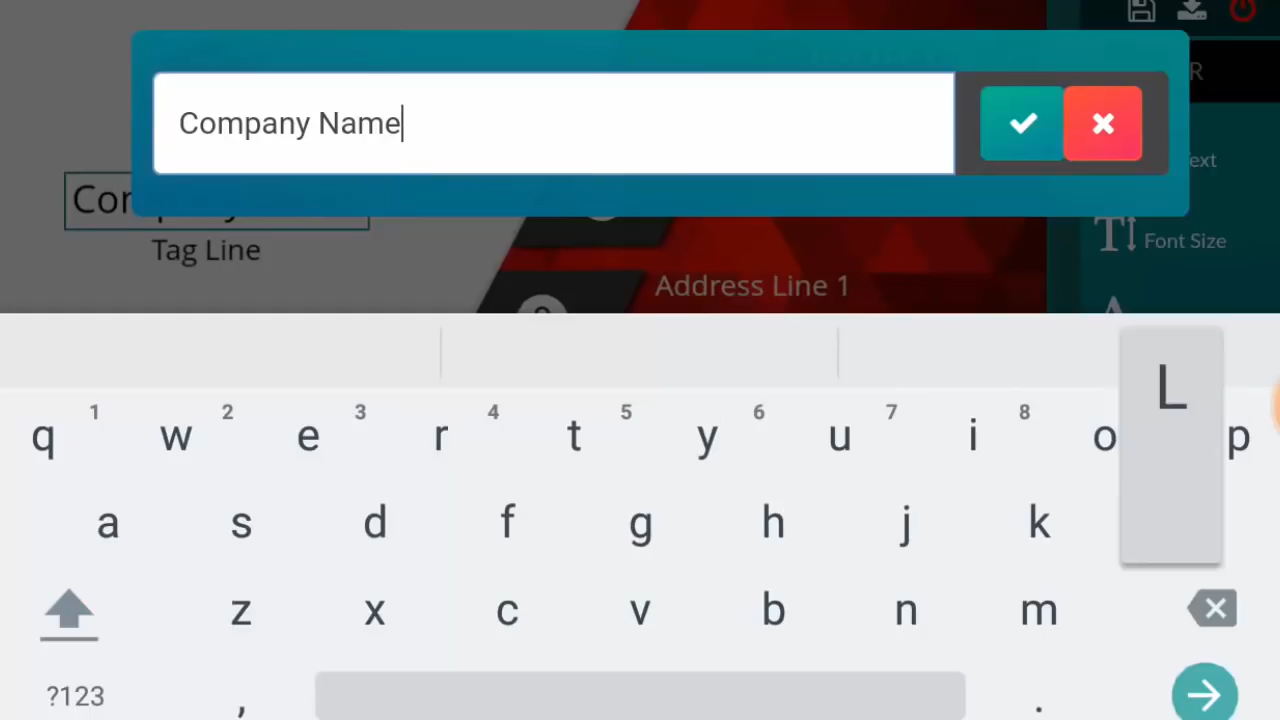 R
Company Name
ext
Tag Line
Font Size
Address Line 1
L
1 2 3 4 5 6 7 8
q w e r t y u i o p
a s d f g h j k
z x c v b n m
?123 , .